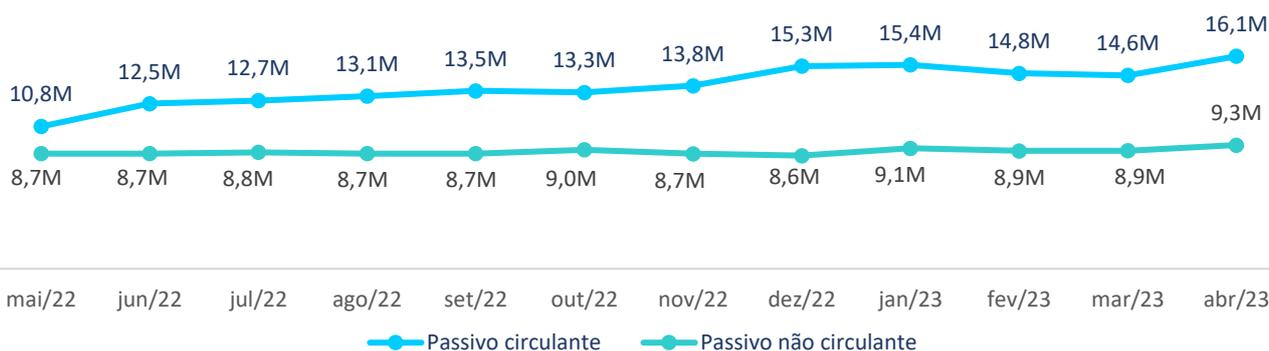 10,8M 12,5M 12,7M 13,1M 13,5M 13,3M 13,8M 15,3M 15,4M 14,8M 14,6M 16,1M
8,7M 8,7M 8,8M 8,7M 8,7M 9,0M 8,7M 8,6M 9,1M 8,9M 8,9M 9,3M
mai/22 jun/22 jul/22 ago/22 set/22 out/22 nov/22 dez/22 jan/23 fev/23 mar/23 abr/23
Passivo circulante Passivo não circulante